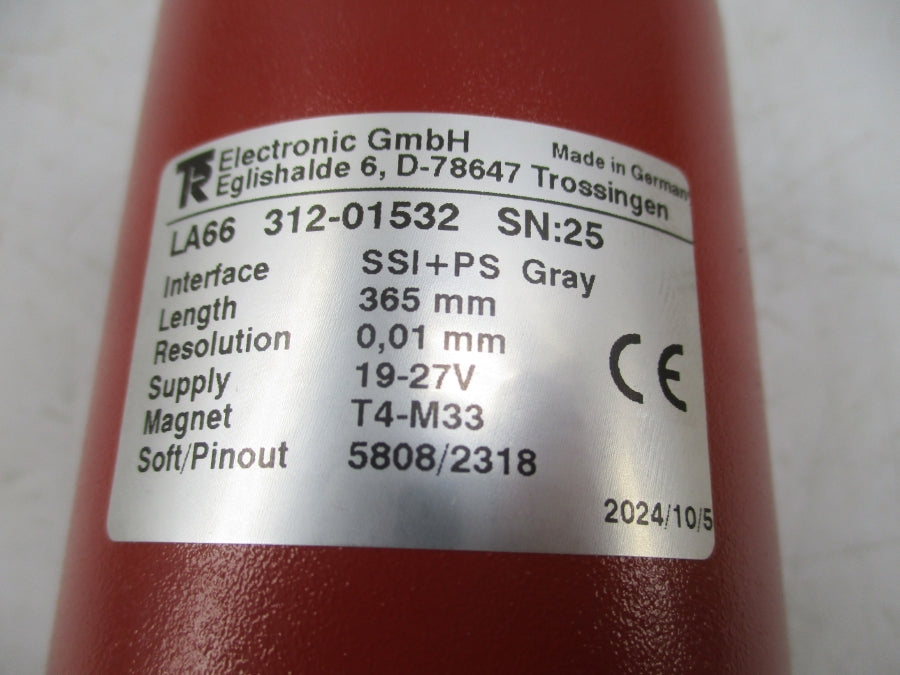 TR Electronic GmbH
Eglishalde 6, D-78647 Trossingen
Made in German
LA66 312-01532 SN:25
Interface SSI+PS Gray
Length 365 mm
Resolution 0,01 mm
Supply 19-27V
Magnet T4-M33
Soft/Pinout 5808/2318
CE
2024/10/5